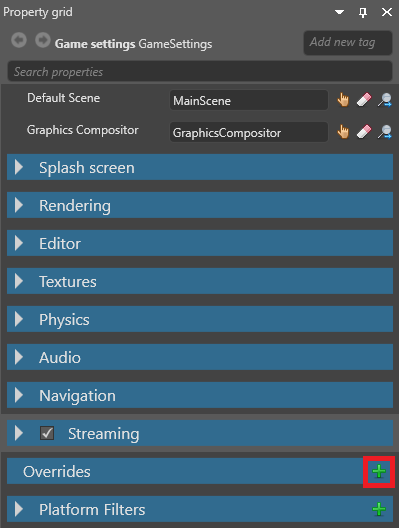 Property grid
Game settings GameSettings
Add new tag
Search properties
Default Scene MainScene
Graphics Compositor GraphicsCompositor
Splash screen
Rendering
Editor
Textures
Physics
Audio
Navigation
Streaming
Overrides
Platform Filters